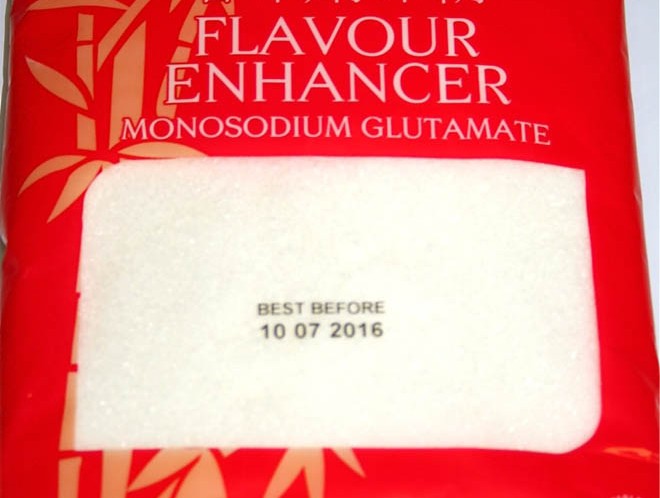 FLAVOUR
ENHANCER
MONOSODIUM GLUTAMATE
BEST BEFORE
10 07 2016